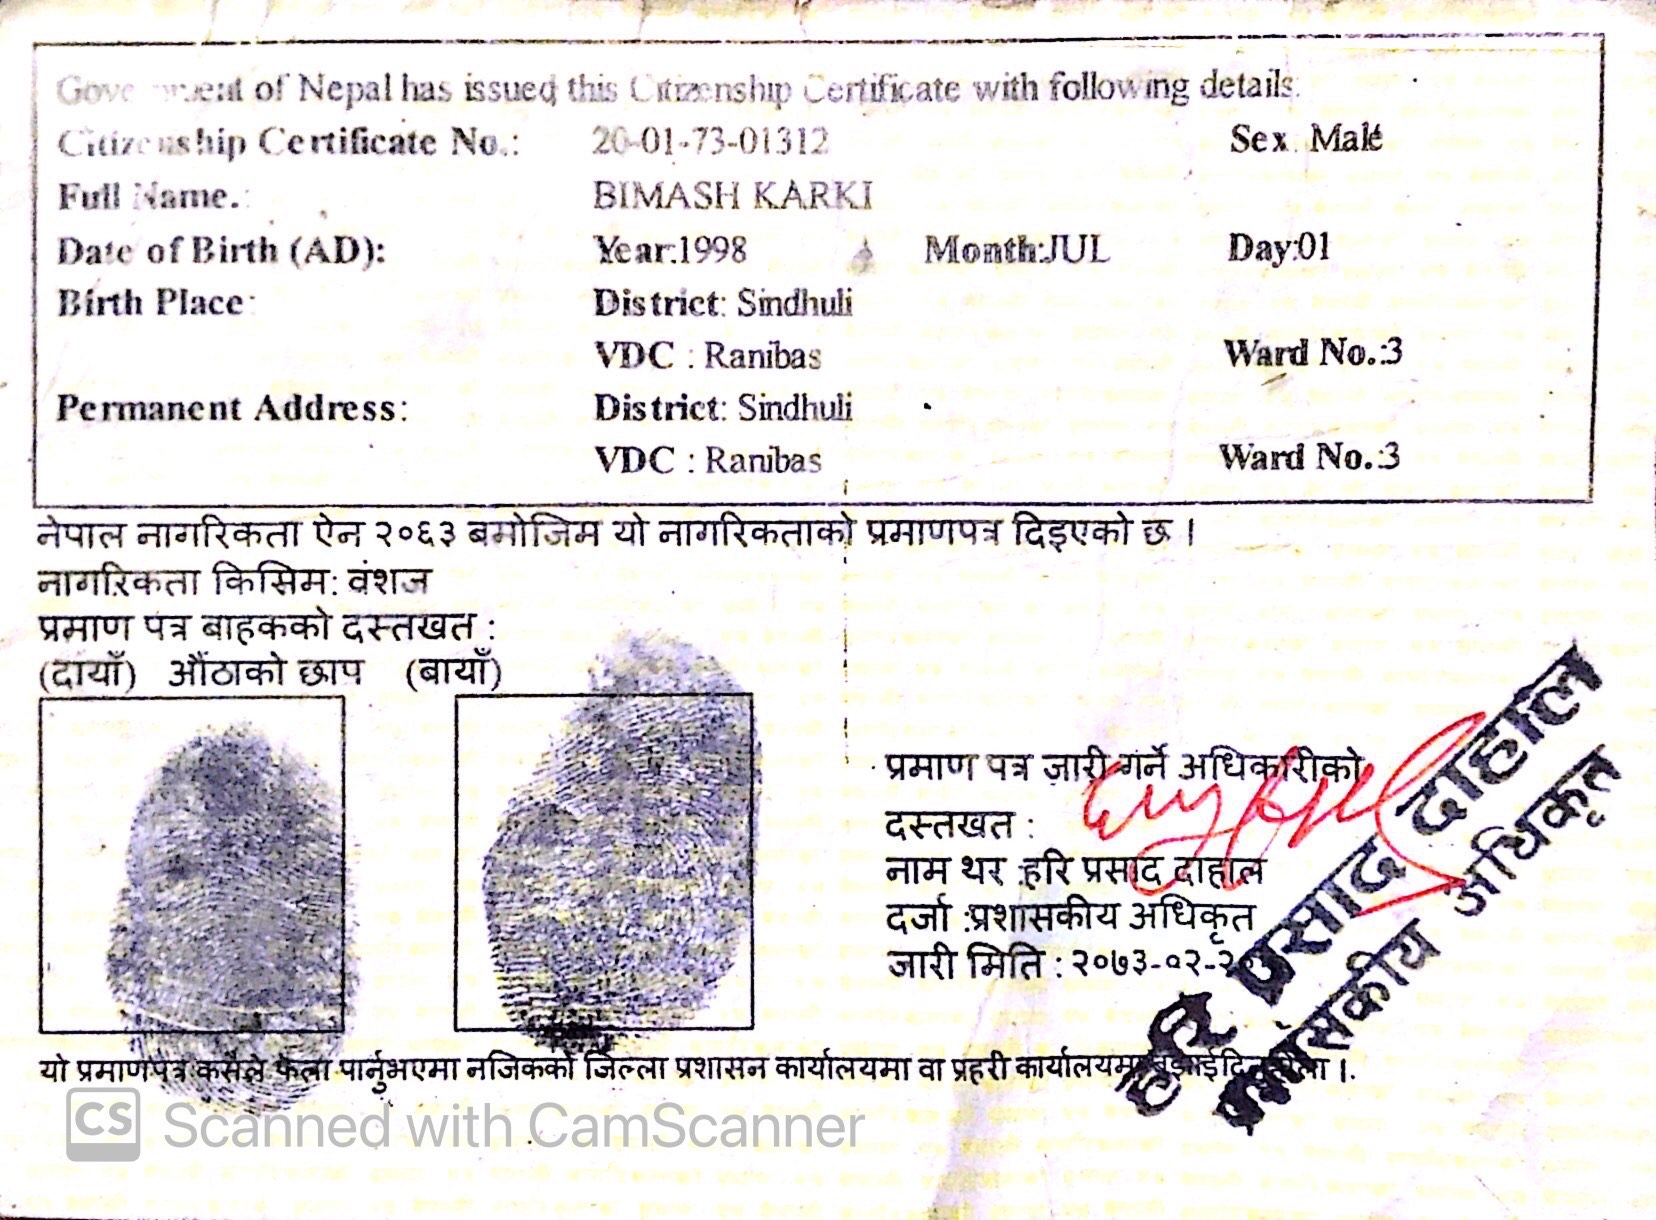 Government of Nepal has issued this Citizenship Certificate with following details:
Citizenship Certificate No.: 20-01-73-01312 Sex Male
Full Name.: BIMASH KARKI
Date of Birth (AD): Year:1998 Month:JUL Day:01
Birth Place: District: Sindhuli
VDC : Ranibas Ward No.:3
Permanent Address: District: Sindhuli
VDC : Ranibas Ward No.:3
नेपाल नागरिकता ऐन २०६३ बमोजिम यो नागरिकताको प्रमाणपत्र दिइएको छ ।
नागरिकता किसिम: वंशज
प्रमाण पत्र बाहकको दस्तखत :
(दायाँ) औंठाको छाप (बायाँ)
प्रमाण पत्र जारी गर्ने अधिकारीको
दस्तखत :
नाम थर :हरि प्रसाद दाहाल
दर्जा :प्रशासकीय अधिकृत
जारी मिति : २०७३-०२-
हरि प्रसाद दाहाल
प्रशासकीय अधिकृत
यो प्रमाणपत्र कसैले फेला पार्नुभएमा नजिकको जिल्ला प्रशासन कार्यालयमा वा प्रहरी कार्यालयमा
CS Scanned with CamScanner